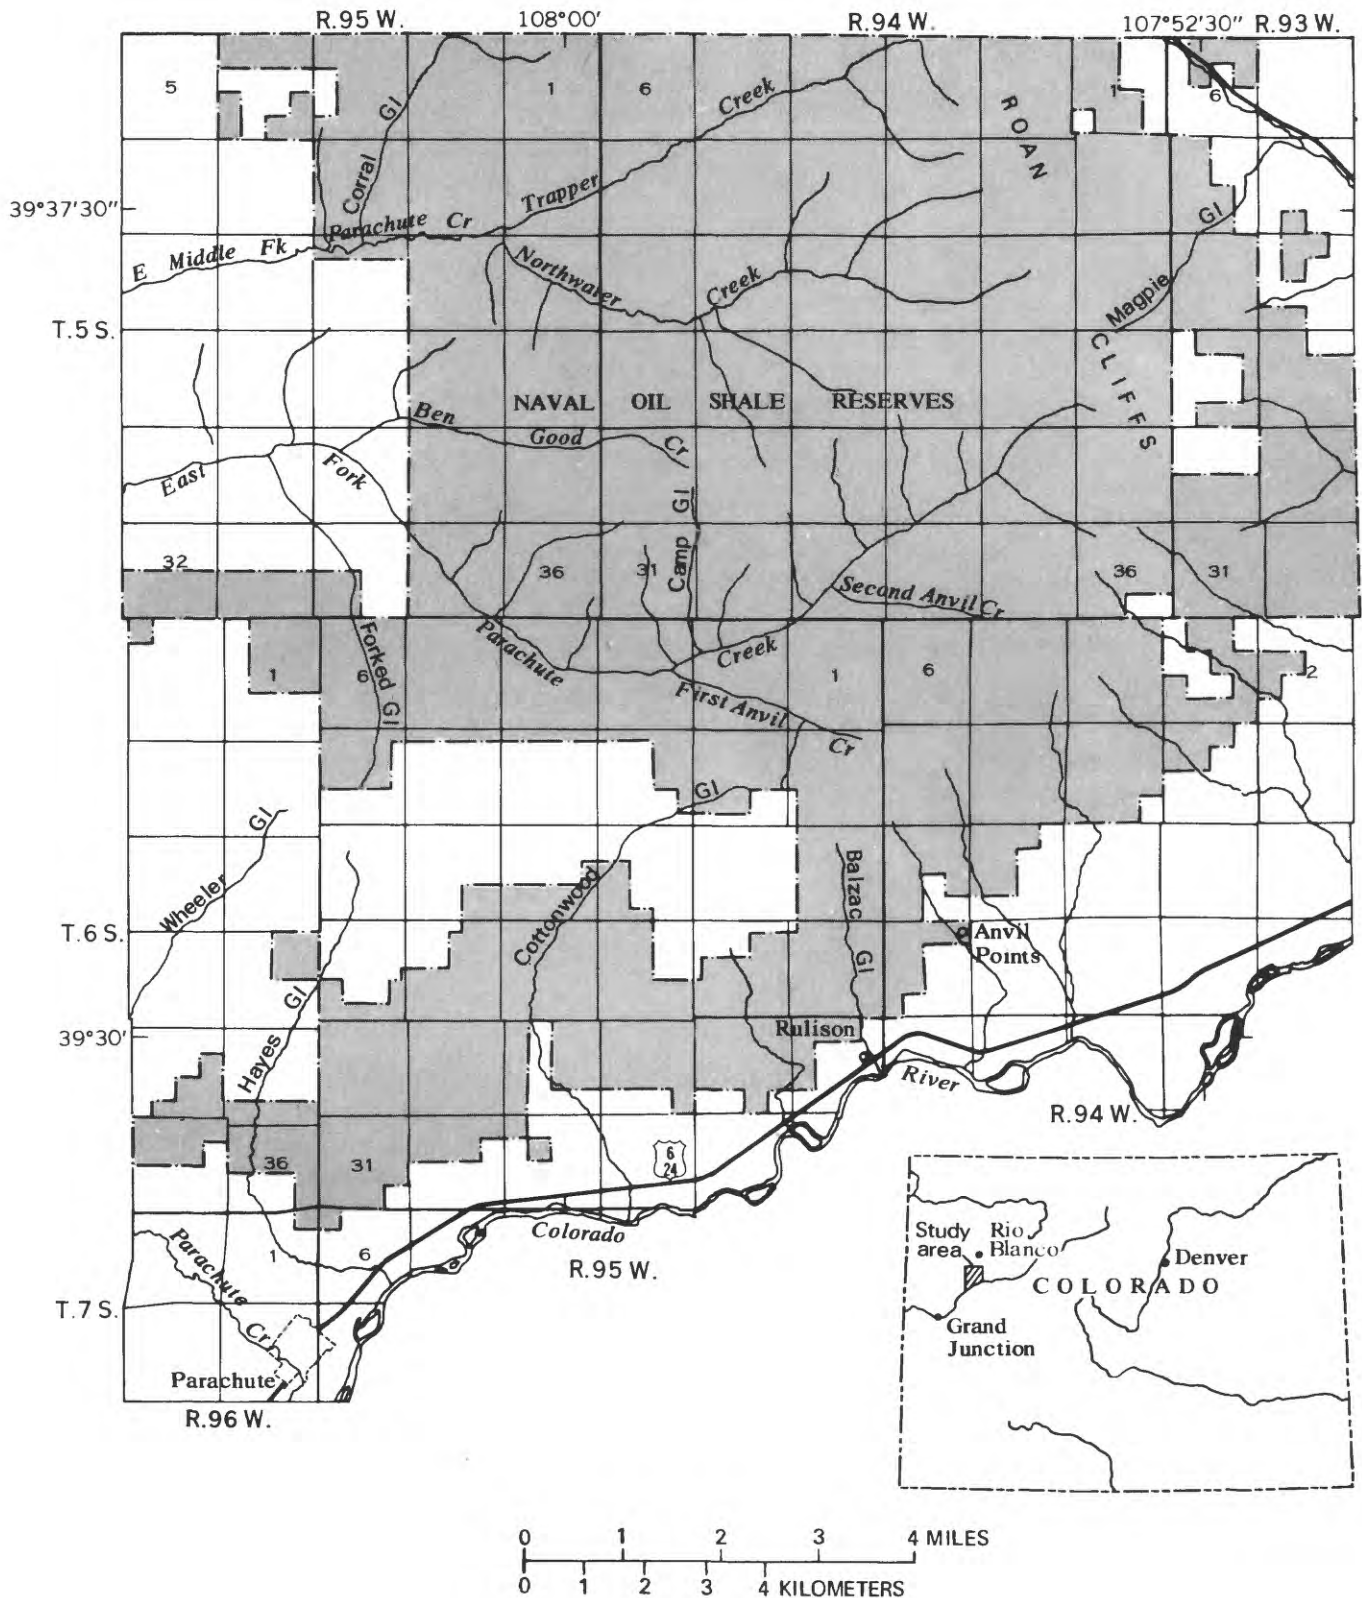 R.95 W. 108°00′ R.94 W. 107°52′30″ R.93 W.
5 1 6 1 6
Corral Gl
Creek
ROAN
Trapper
39°37′30″
Parachute Cr
E Middle Fk
Gl
Northwater
Creek
Magpie
T.5 S.
CLIFFS
NAVAL OIL SHALE RESERVES
Ben
Good
Cr
East
Fork
Camp Gl
32 36 31 36 31
Second Anvil Cr
Parachute
Creek
Forked Gl
1 6 1 6 2
First Anvil
Cr
Gl
Wheeler Gl
Cottonwood
Balzac
Gl
T.6 S.
Anvil
Points
Hayes Gl
39°30′
Rulison
River
R.94 W.
36 31
6
24
Colorado
Parachute
Cr
1 6
R.95 W.
T.7 S.
Parachute
R.96 W.
Study
area
Rio
Blanco
Denver
COLORADO
Grand
Junction
0 1 2 3 4 MILES
0 1 2 3 4 KILOMETERS